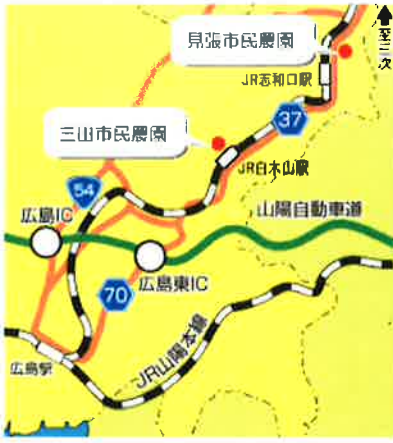 見張市民農園
至三次
JR志和口駅
37
三田市民農園
JR白木山駅
54
広島IC
山陽自動車道
広島東IC
70
JR山陽本線
広島駅